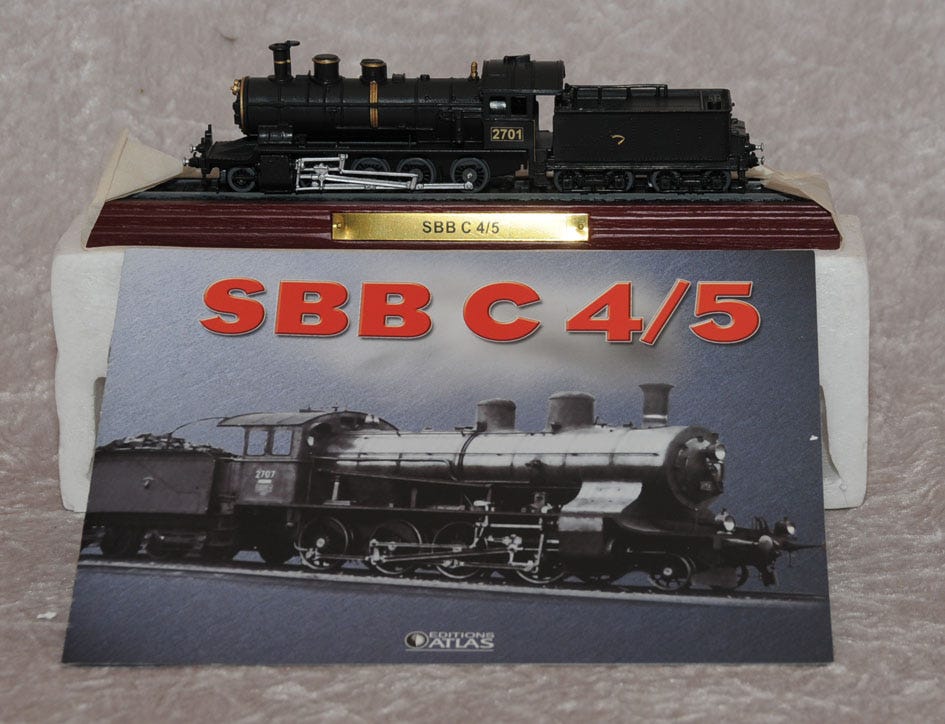 2701
SBB C 4/5
SBB C 4/5
2707
EDITIONS
ATLAS